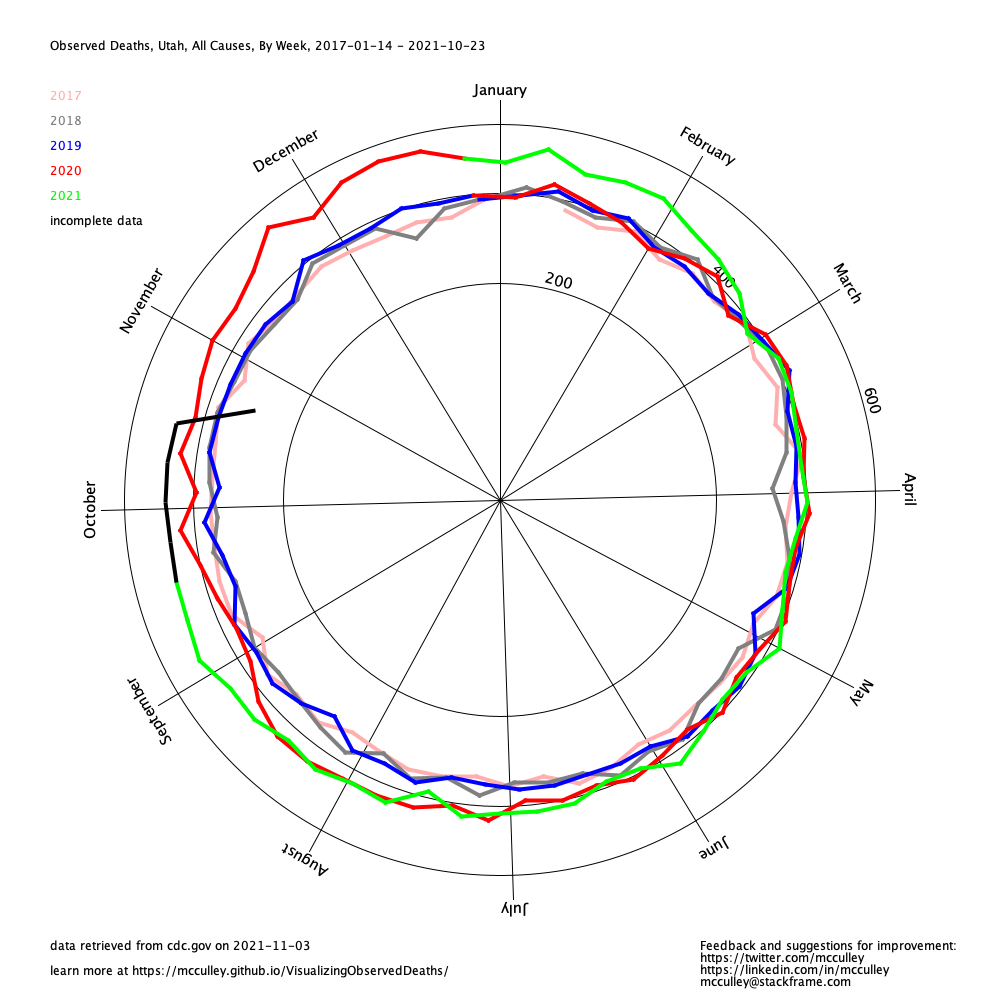 Observed Deaths, Utah, All Causes, By Week, 2017-01-14 - 2021-10-23
2017
2018
2019
2020
2021
incomplete data
January
February
March
April
May
June
July
August
September
October
November
December
200
400
600
data retrieved from cdc.gov on 2021-11-03
learn more at https://mcculley.github.io/VisualizingObservedDeaths/
Feedback and suggestions for improvement:
https://twitter.com/mcculley
https://linkedin.com/in/mcculley
mcculley@stackframe.com